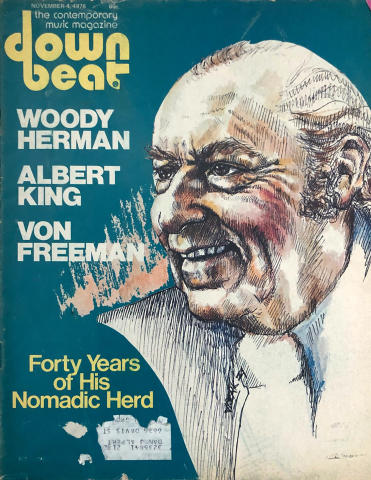 NOVEMBER 4, 1976
the contemporary
music magazine
down
beat
WOODY
HERMAN
ALBERT
KING
VON
FREEMAN
Forty Years
of His
Nomadic Herd